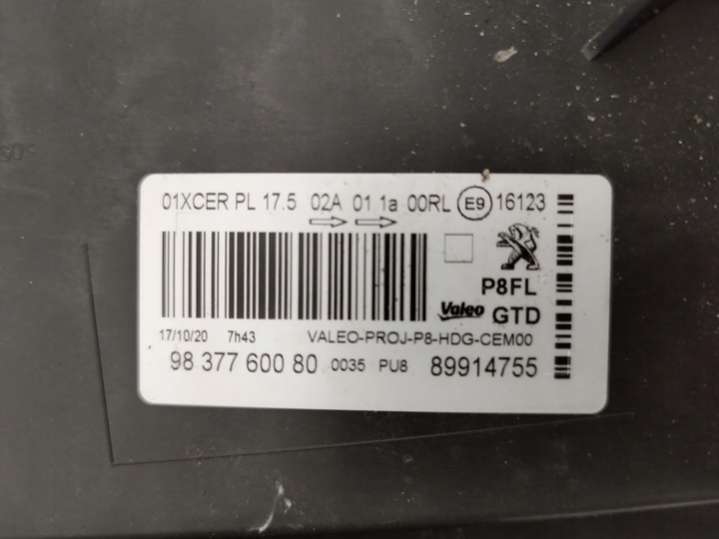 01XCER PL 17.5 02A 01 1a 00RL E9 16123
P8FL
Valeo GTD
17/10/20 7h43 VALEO-PROJ-P8-HDG-CEM00
98 377 600 80 0035 PU8 89914755